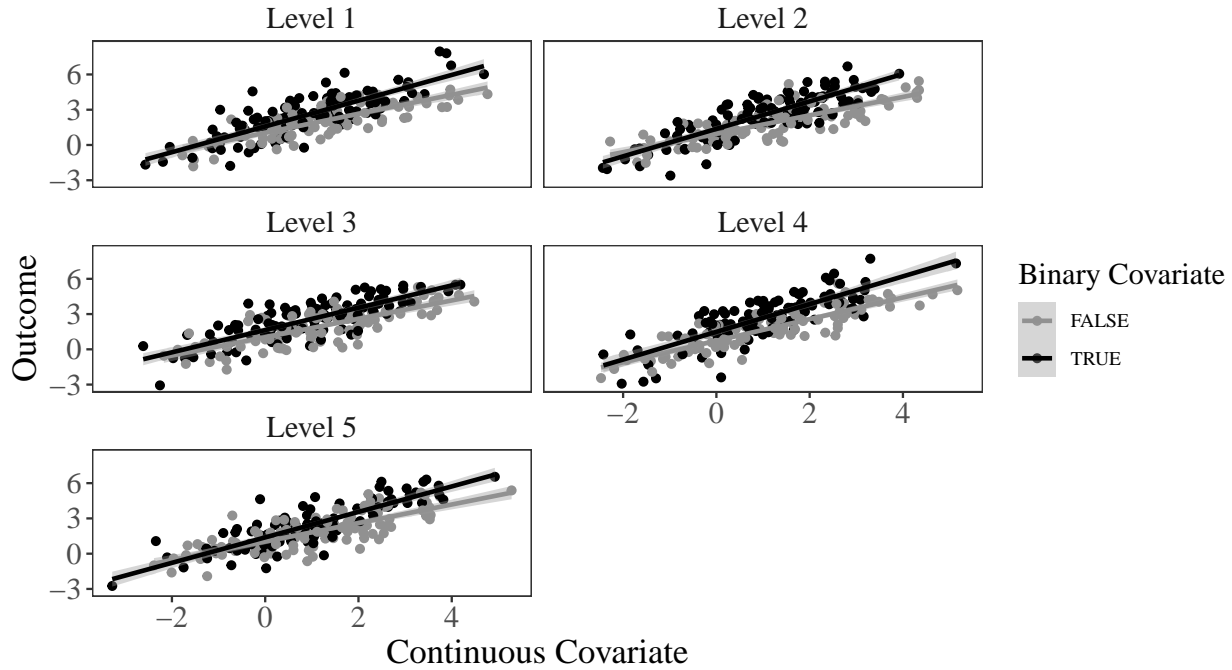 Level 1
Level 2
6
3
0
−3
Level 3
Level 4
6
3
0
−3
−2
0
2
4
Level 5
6
3
0
−3
−2
0
2
4
Outcome
Continuous Covariate
Binary Covariate
FALSE
TRUE